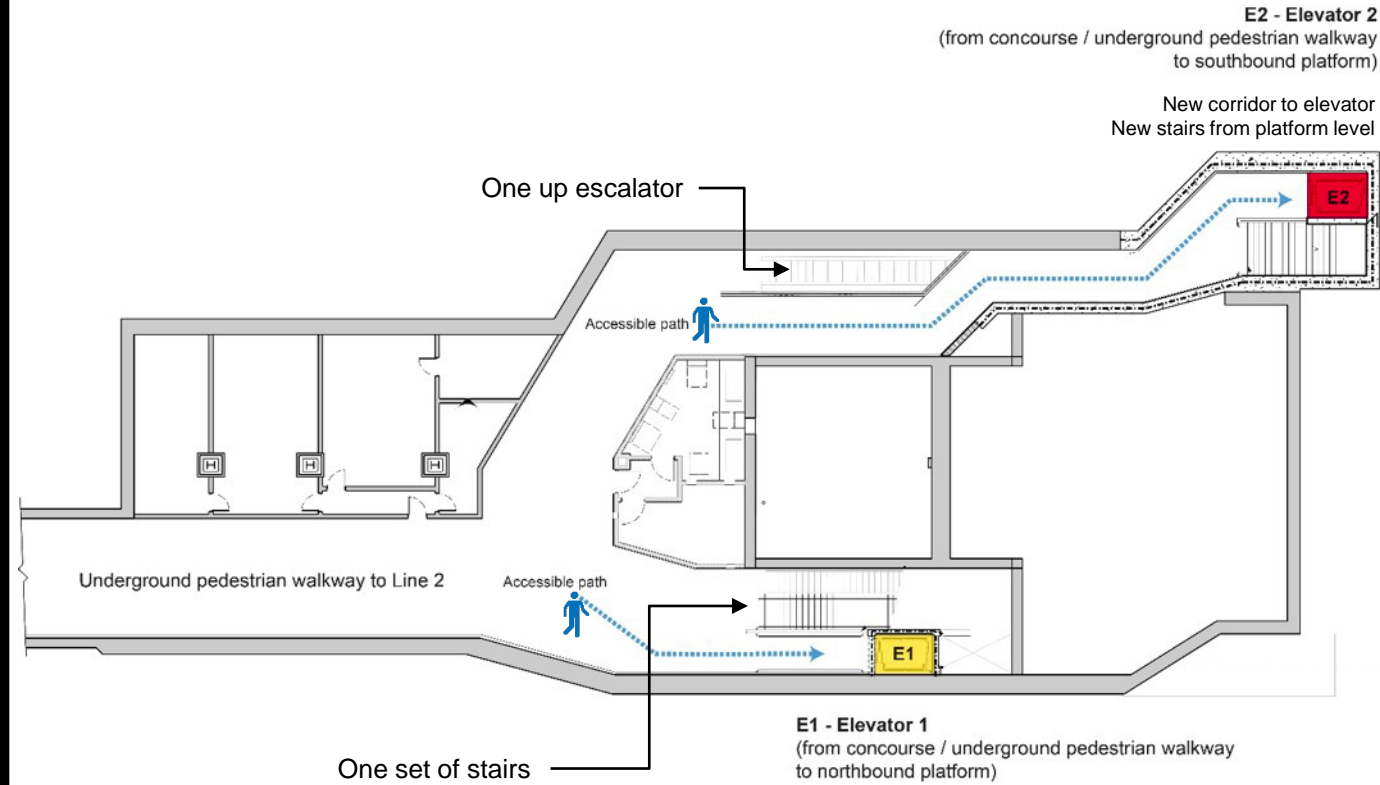 E2 - Elevator 2
(from concourse / underground pedestrian walkway
to southbound platform)
New corridor to elevator
New stairs from platform level
One up escalator
E2
Accessible path
H
H
H
Underground pedestrian walkway to Line 2
Accessible path
E1
E1 - Elevator 1
(from concourse / underground pedestrian walkway
to northbound platform)
One set of stairs